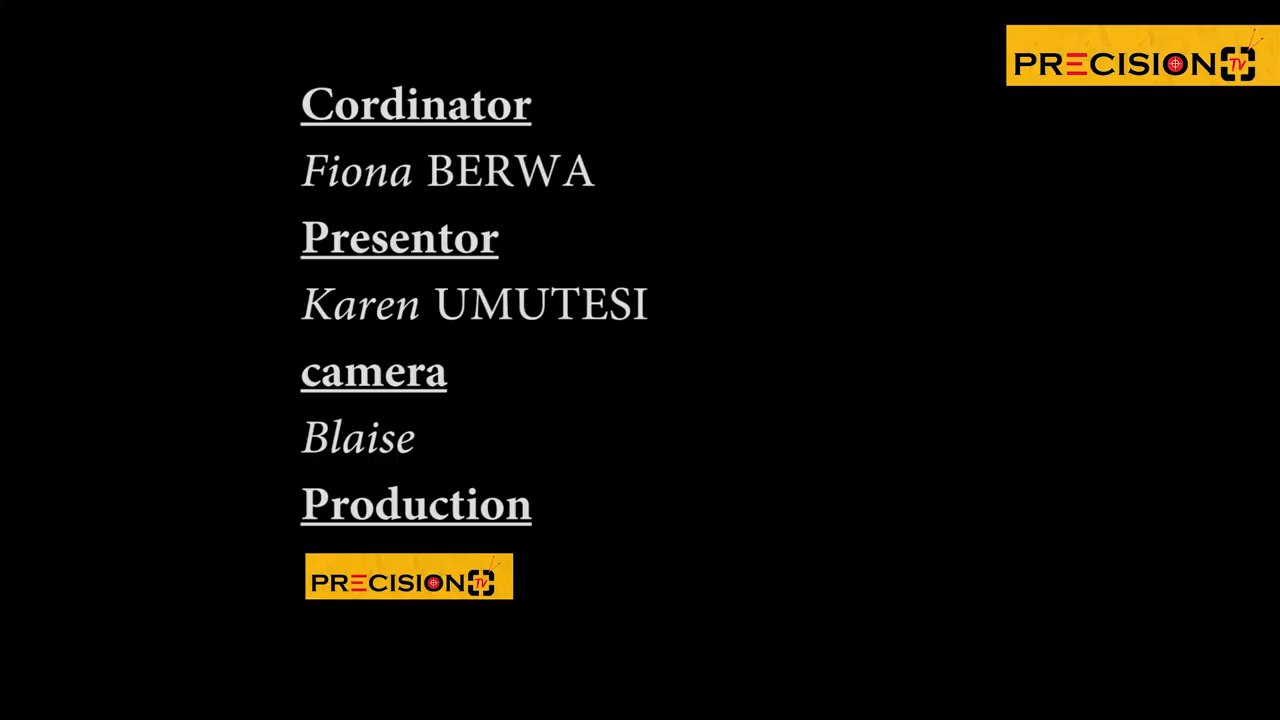 PRECISION TV
Cordinator
Fiona BERWA
Presentor
Karen UMUTESI
camera
Blaise
Production
PRECISION TV